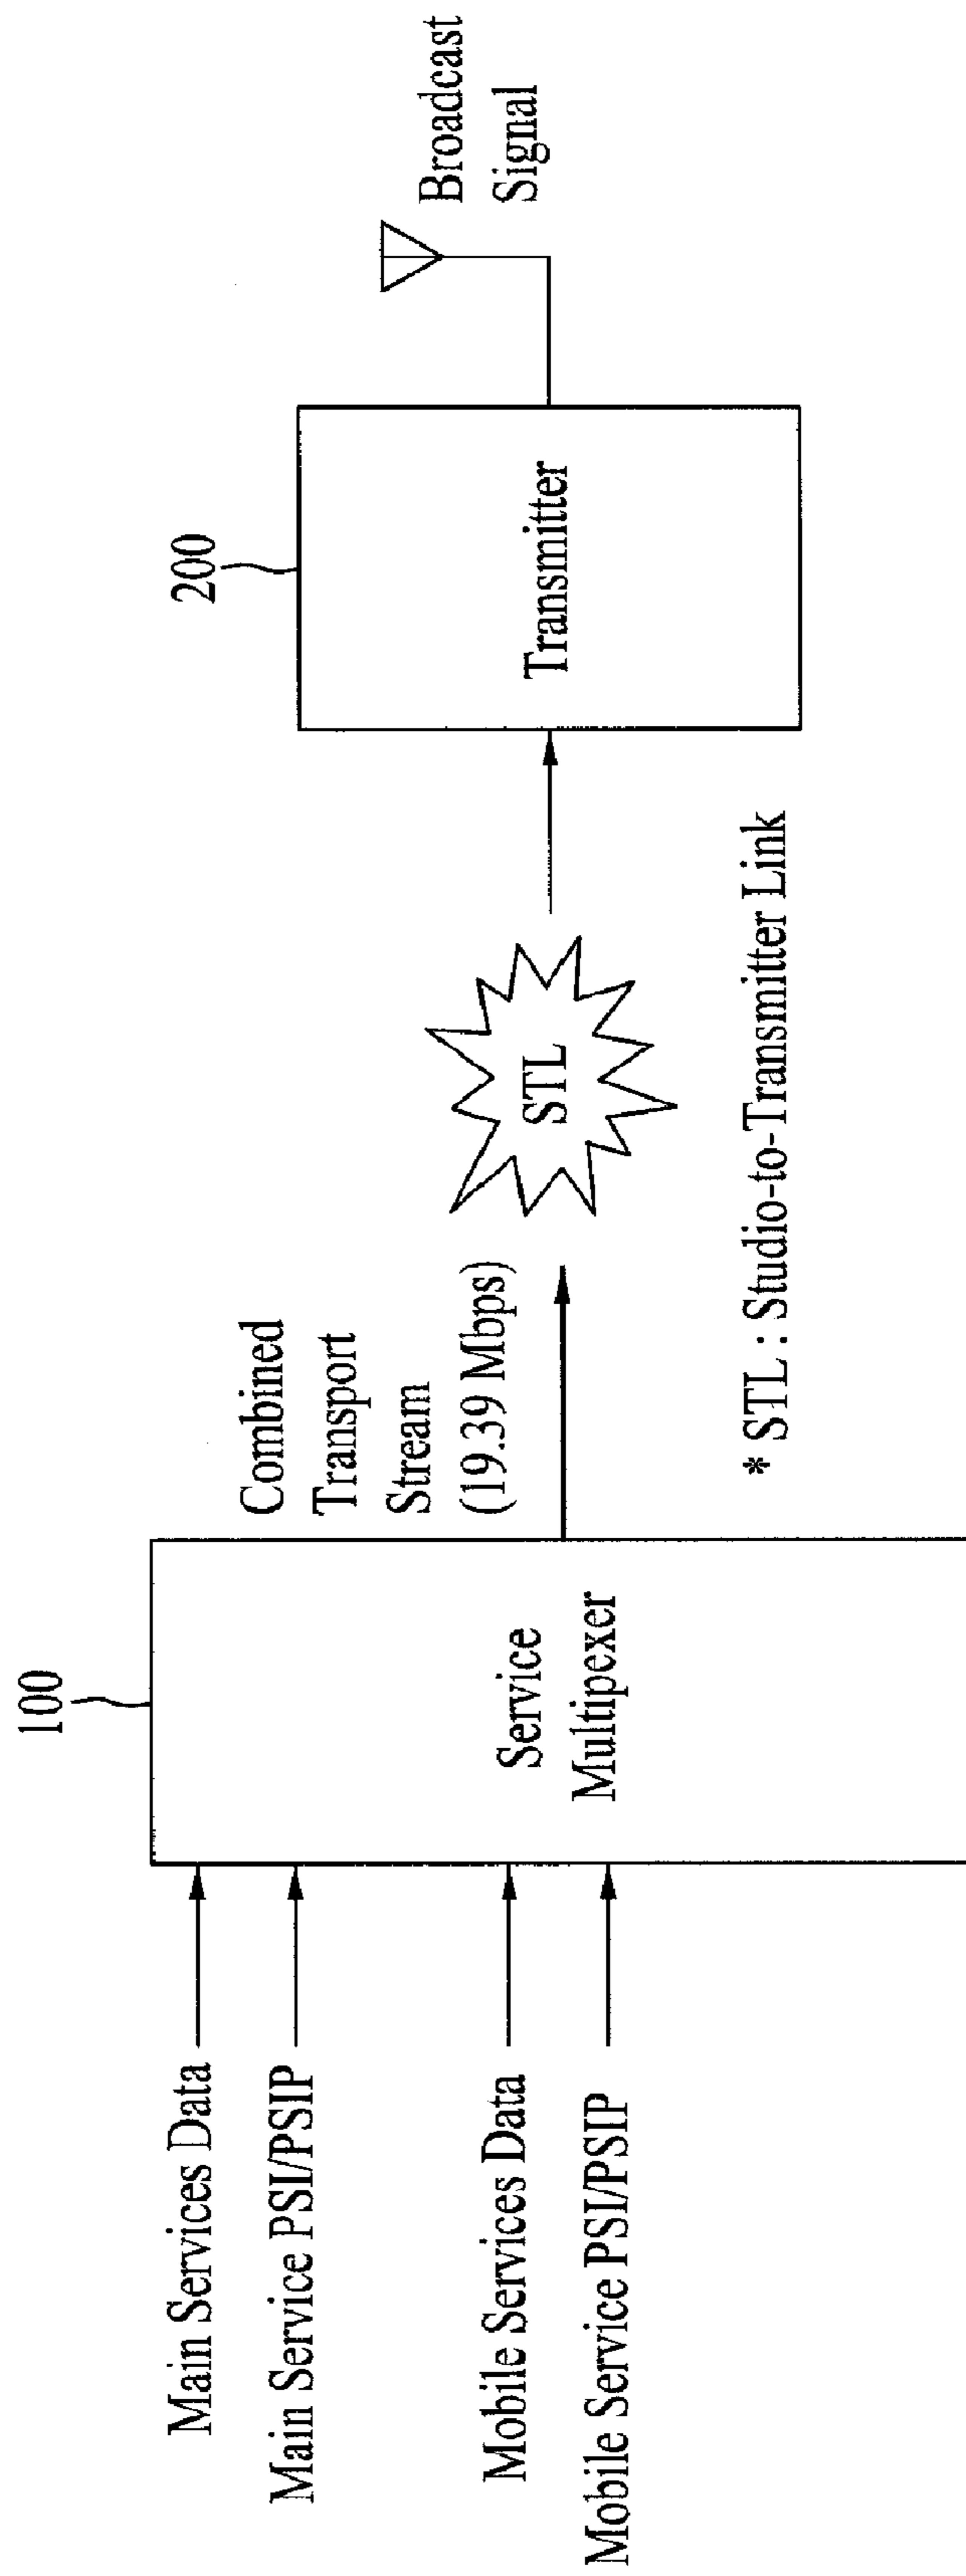 100
200
Main Services Data
Main Service PSI/PSIP
Mobile Services Data
Mobile Service PSI/PSIP
Service
Multipexer
Combined
Transport
Stream
(19.39 Mbps)
STL
Transmitter
Broadcast
Signal
* STL : Studio-to-Transmitter Link